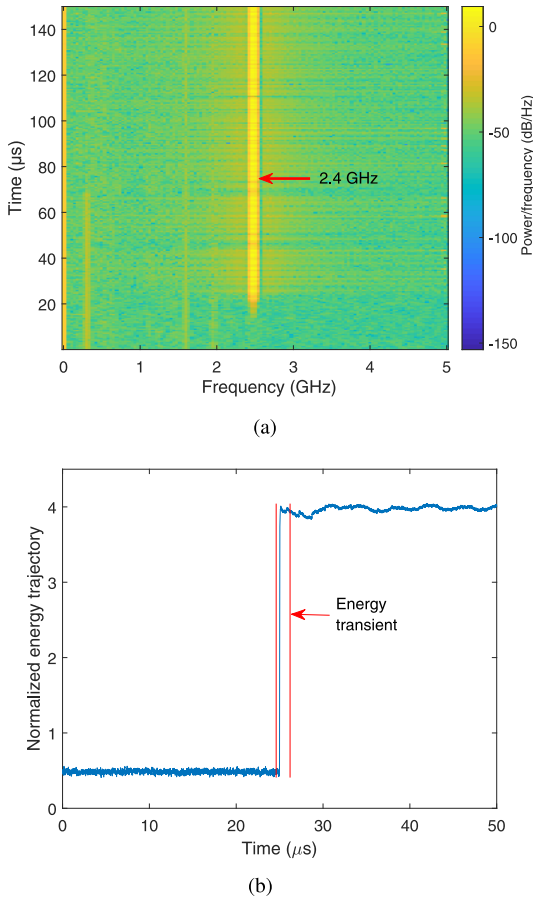 140
120
100
80
60
40
20
Time (µs)
0
1
2
3
4
5
Frequency (GHz)
2.4 GHz
0
-50
-100
-150
Power/frequency (dB/Hz)
(a)
4
3
2
1
0
Normalized energy trajectory
0
10
20
30
40
50
Time (µs)
Energy
transient
(b)